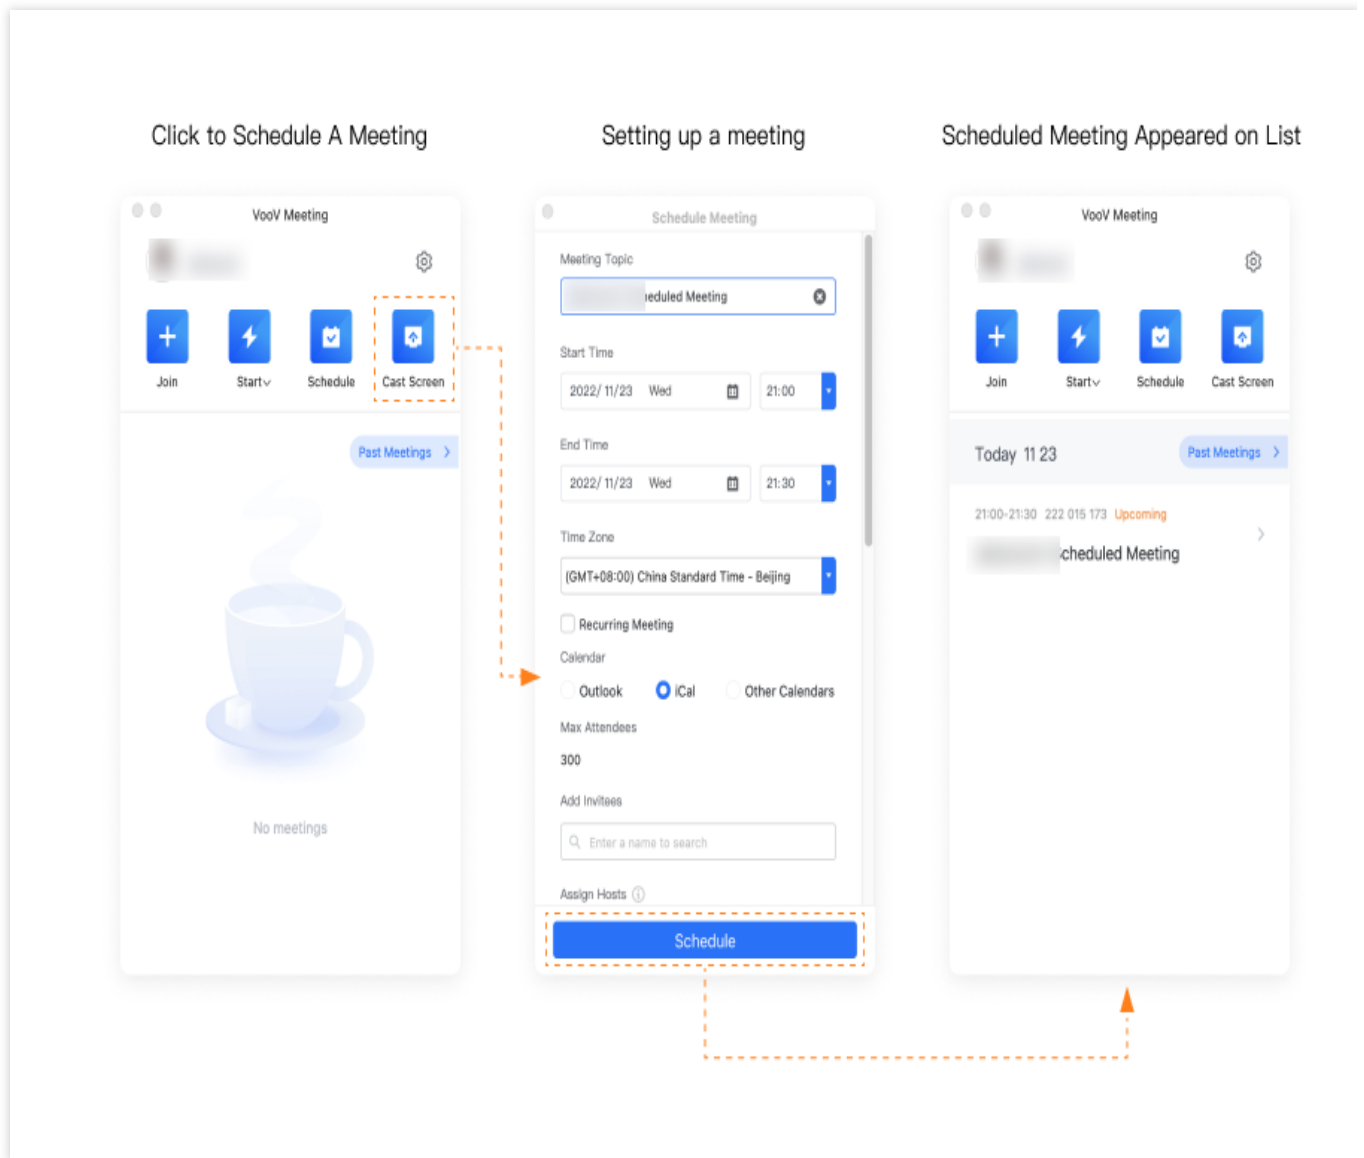 Click to Schedule A Meeting
VooV Meeting
Join
Start
Schedule
Cast Screen
Past Meetings
No meetings
Setting up a meeting
Schedule Meeting
Meeting Topic
eduled Meeting
Start Time
2022/ 11/23 Wed 21:00
End Time
2022/ 11/23 Wed 21:30
Time Zone
(GMT+08:00) China Standard Time - Beijing
Recurring Meeting
Calendar
Outlook iCal Other Calendars
Max Attendees
300
Add Invitees
Enter a name to search
Assign Hosts
Schedule
Scheduled Meeting Appeared on List
VooV Meeting
Join
Start
Schedule
Cast Screen
Today 11 23
Past Meetings
21:00-21:30 222 015 173 Upcoming
cheduled Meeting